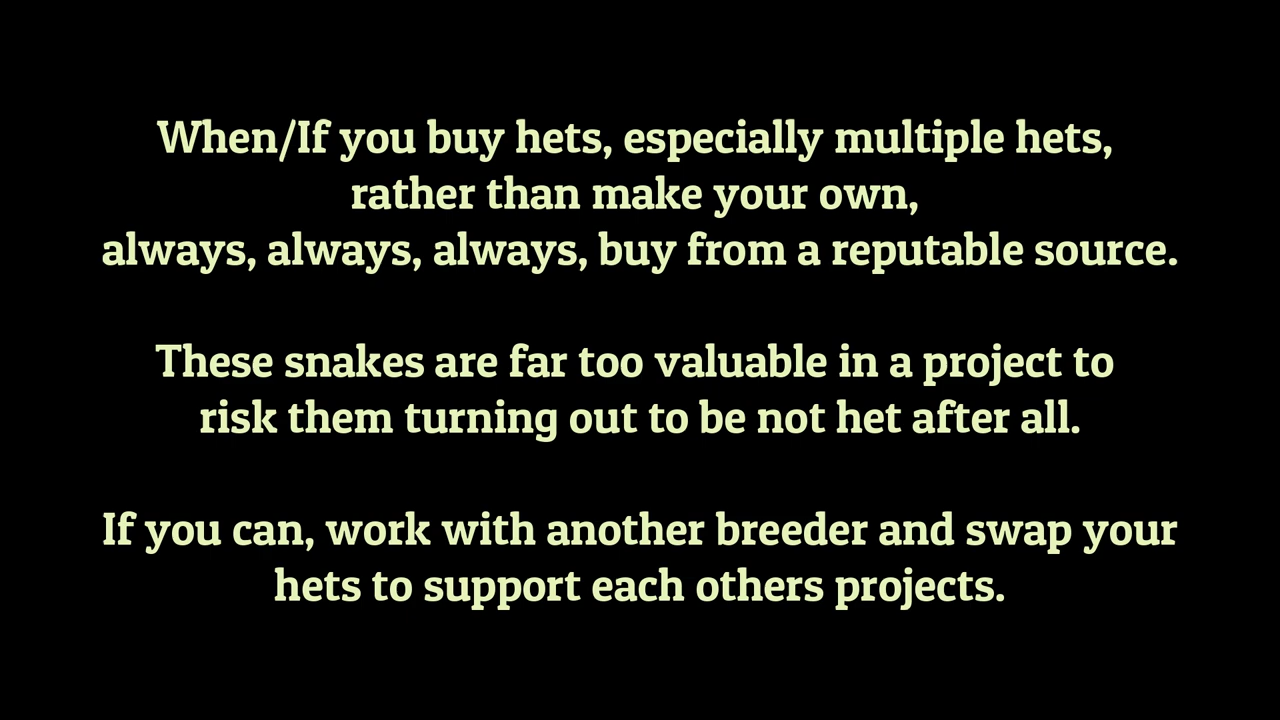 When/If you buy hets, especially multiple hets,
rather than make your own,
always, always, always, buy from a reputable source.
These snakes are far too valuable in a project to
risk them turning out to be not het after all.
If you can, work with another breeder and swap your
hets to support each others projects.